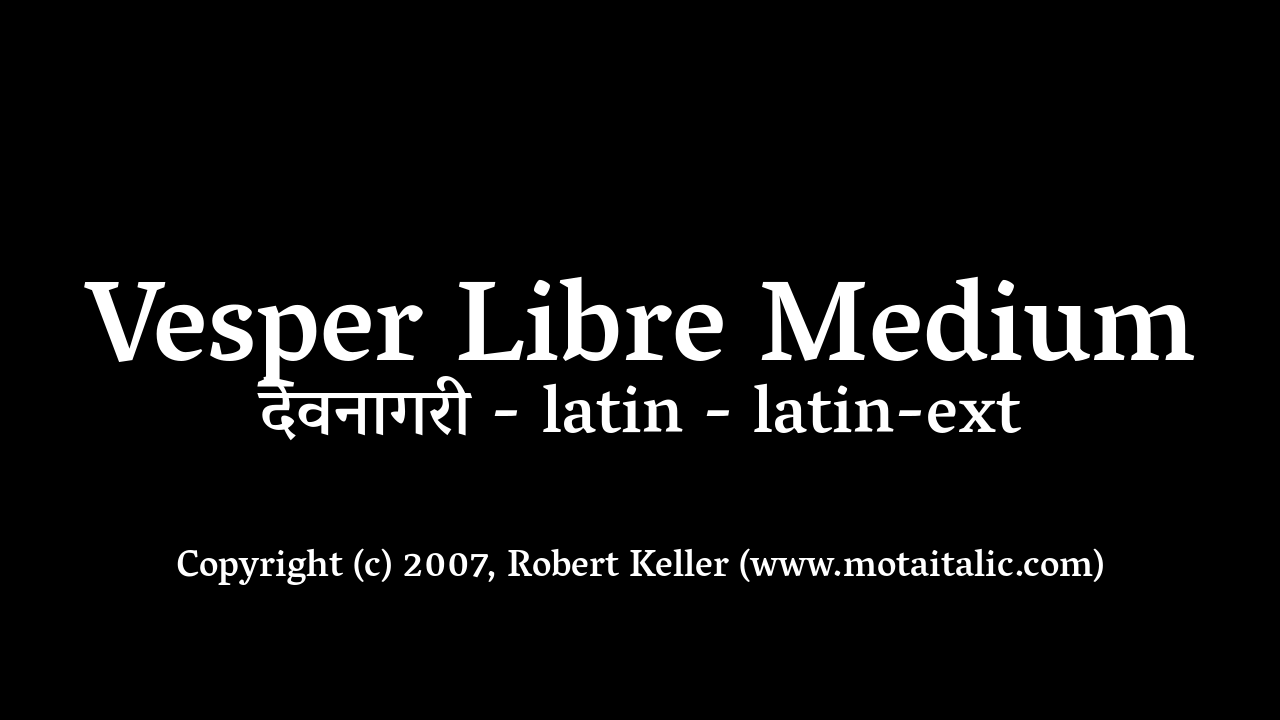 Vesper Libre Medium
देवनागरी - latin - latin-ext
Copyright (c) 2007, Robert Keller (www.motaitalic.com)